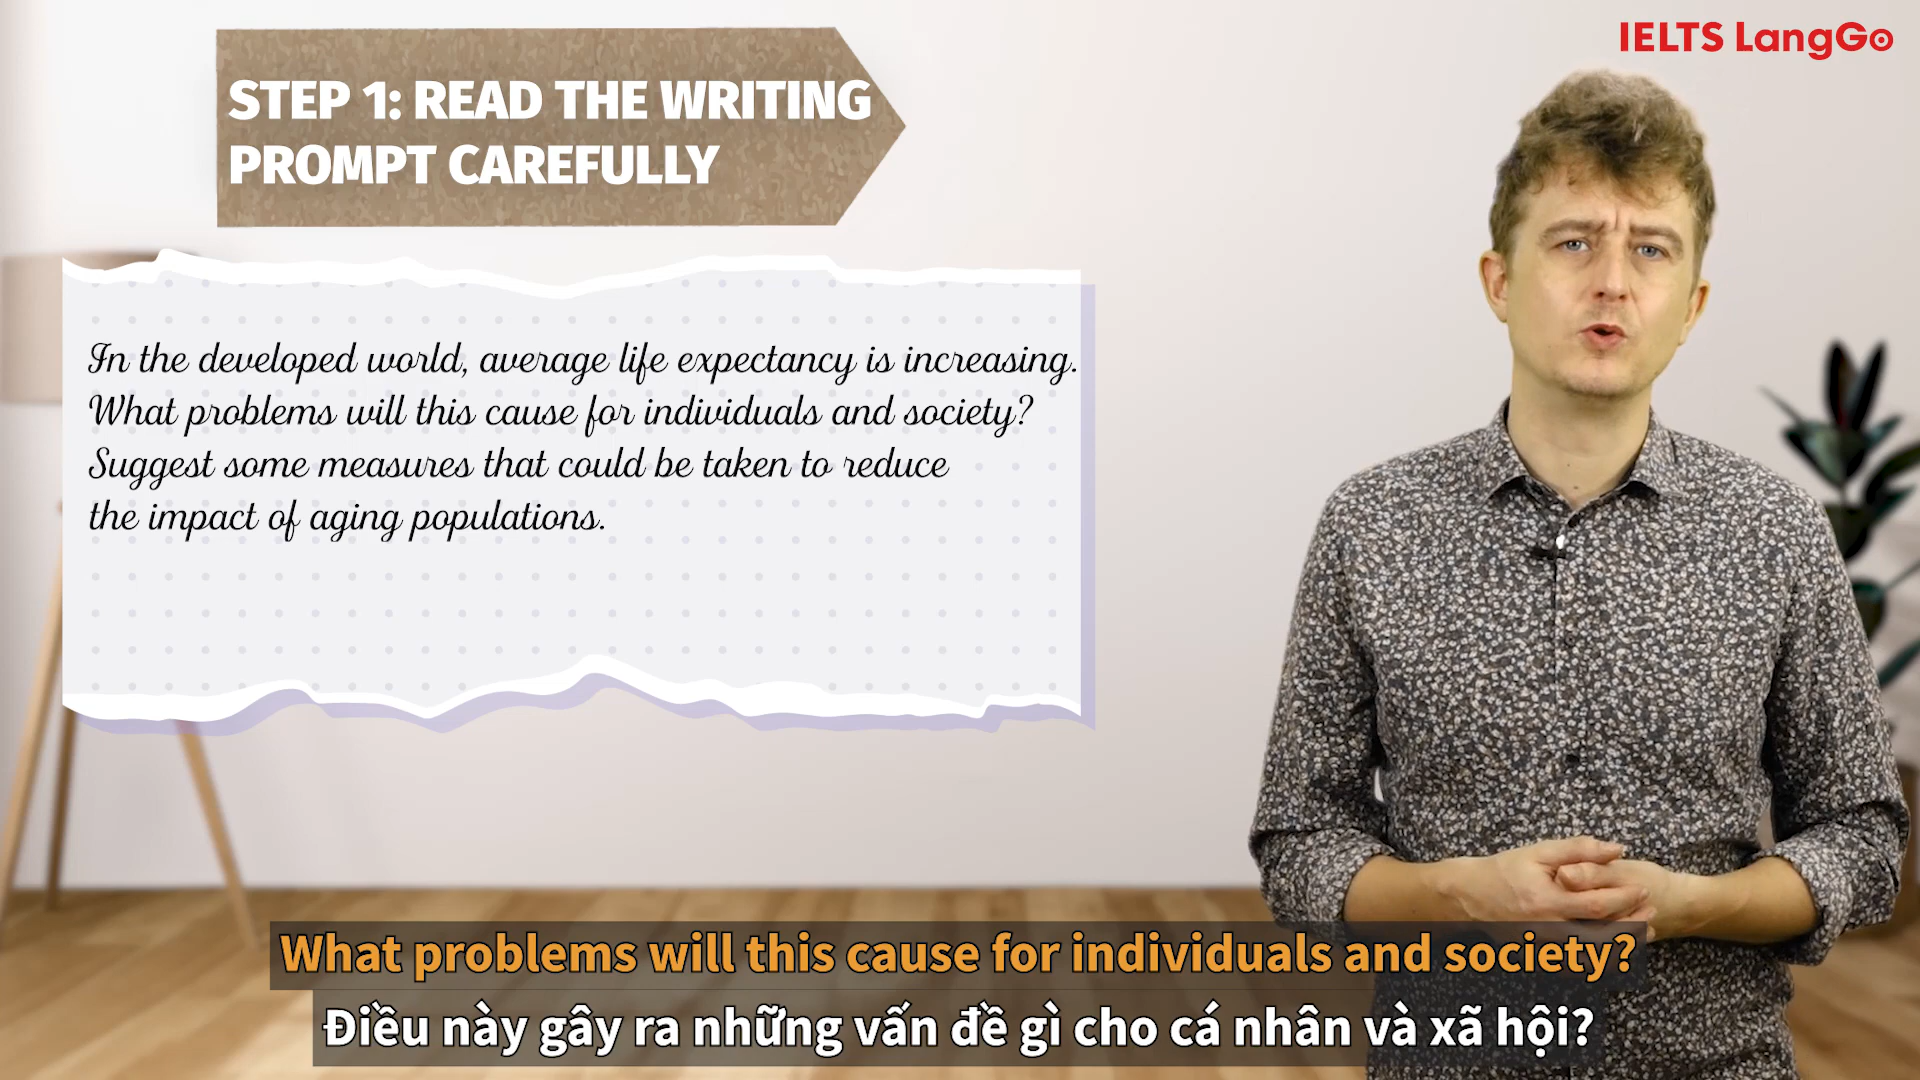 IELTS LangGo
STEP 1: READ THE WRITING
PROMPT CAREFULLY
In the developed world, average life expectancy is increasing.
What problems will this cause for individuals and society?
Suggest some measures that could be taken to reduce
the impact of aging populations.
What problems will this cause for individuals and society?
Điều này gây ra những vấn đề gì cho cá nhân và xã hội?